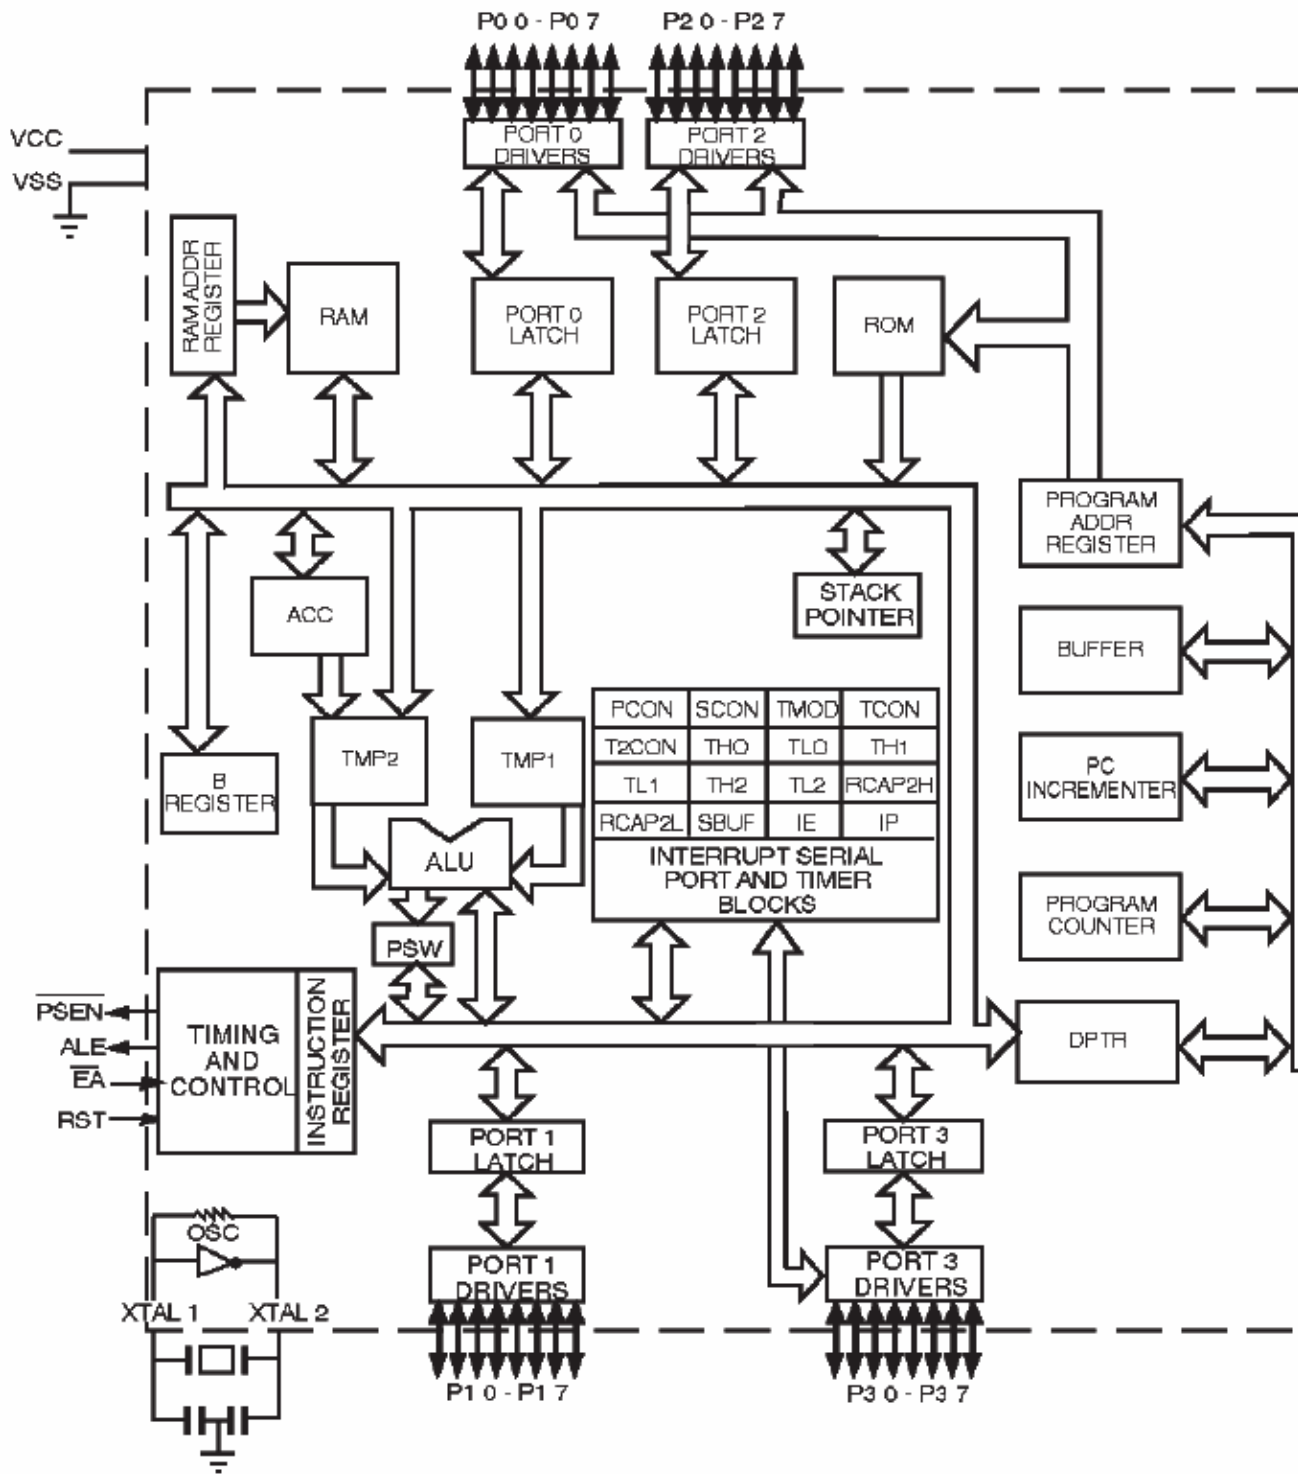 P0 0 - P0 7
P2 0 - P2 7
VCC
VSS
PORT 0
DRIVERS
PORT 2
DRIVERS
RAM ADDR
REGISTER
RAM
PORT 0
LATCH
PORT 2
LATCH
ROM
PROGRAM
ADDR
REGISTER
STACK
POINTER
ACC
BUFFER
PCON SCON TMOD TCON
T2CON TH0 TL0 TH1
TL1 TH2 TL2 RCAP2H
RCAP2L SBUF IE IP
INTERRUPT SERIAL
PORT AND TIMER
BLOCKS
TMP2
TMP1
B
REGISTER
PC
INCREMENTER
ALU
PSW
PROGRAM
COUNTER
PSEN
ALE
EA
RST
TIMING
AND
CONTROL
INSTRUCTION
REGISTER
DPTR
PORT 1
LATCH
PORT 3
LATCH
OSC
XTAL 1
XTAL 2
PORT 1
DRIVERS
PORT 3
DRIVERS
P1 0 - P1 7
P3 0 - P3 7